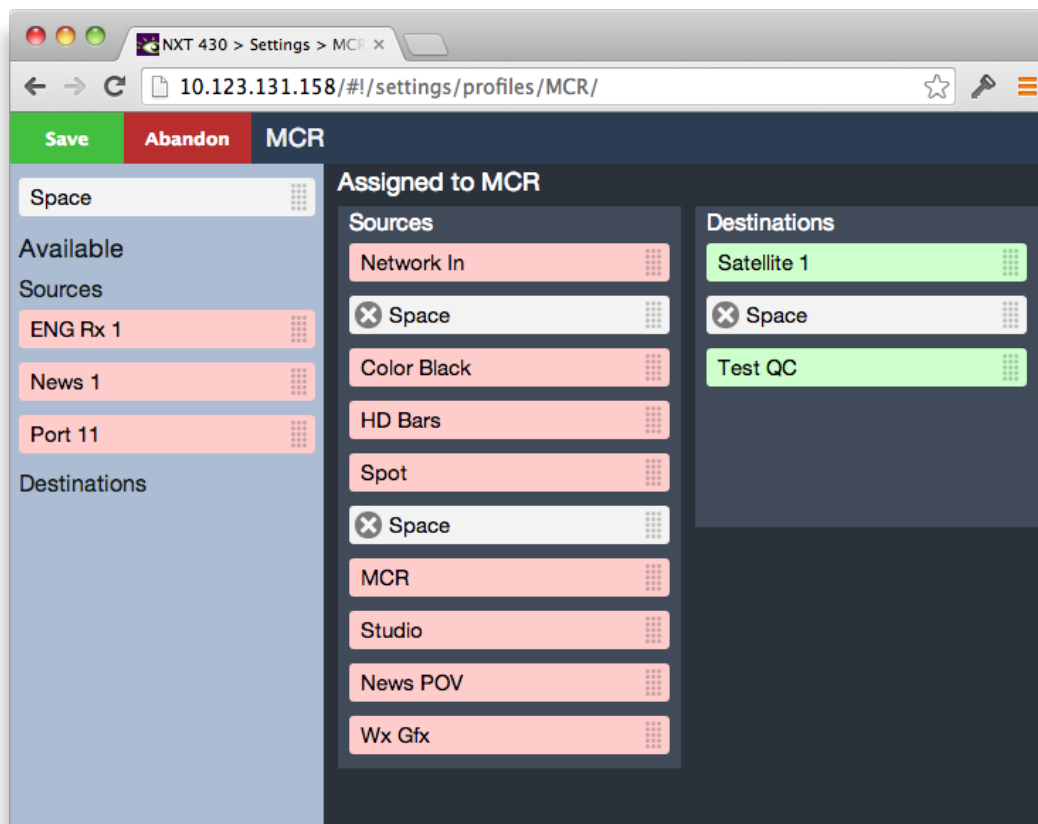 NXT 430 > Settings > MCR
10.123.131.158/#!/settings/profiles/MCR/
Save
Abandon
MCR
Space
Available
Sources
ENG Rx 1
News 1
Port 11
Destinations
Assigned to MCR
Sources
Network In
Space
Color Black
HD Bars
Spot
Space
MCR
Studio
News POV
Wx Gfx
Destinations
Satellite 1
Space
Test QC